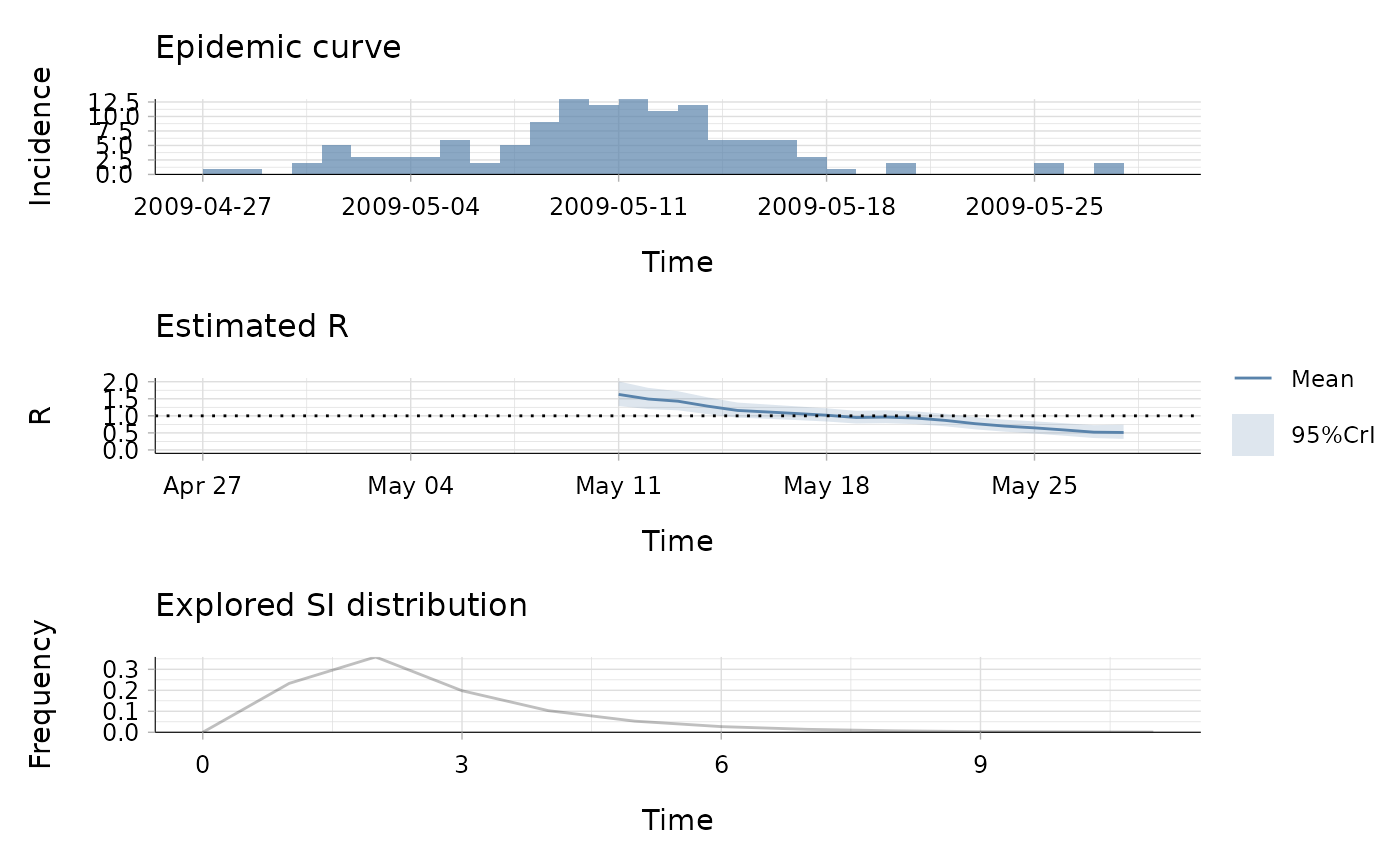 Epidemic curve
Incidence
12.5
10.0
7.5
5.0
2.5
0.0
2009-04-27 2009-05-04 2009-05-11 2009-05-18 2009-05-25
Time
Estimated R
R
2.0
1.5
1.0
0.5
0.0
Apr 27 May 04 May 11 May 18 May 25
Time
Mean
95%CrI
Explored SI distribution
Frequency
0.3
0.2
0.1
0.0
0 3 6 9
Time